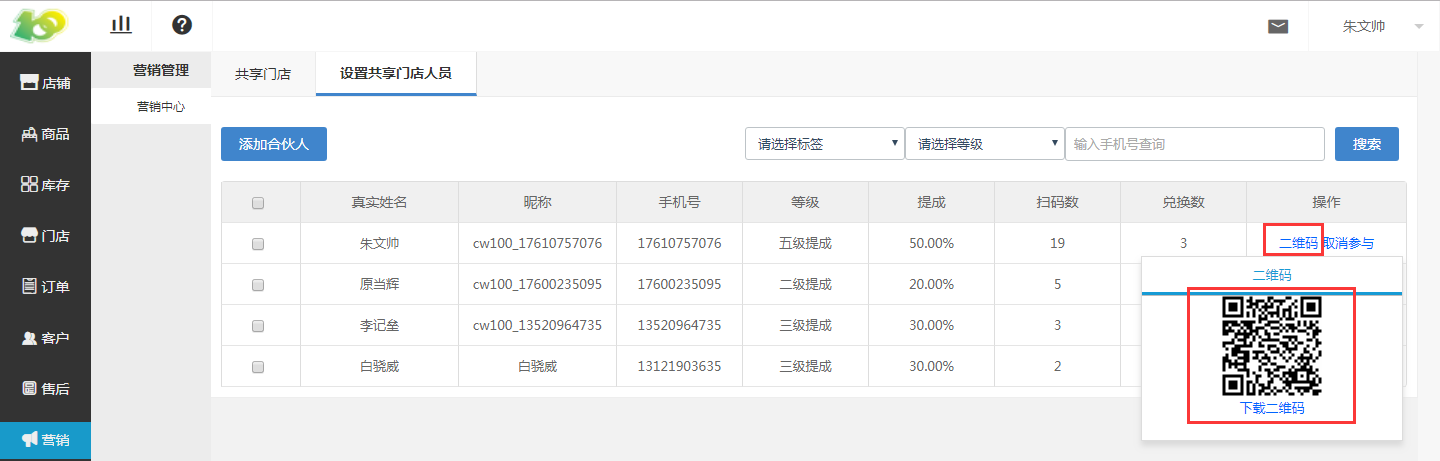 朱文帅
店铺
商品
库存
门店
订单
客户
售后
营销
营销管理
营销中心
共享门店 设置共享门店人员
添加合伙人 请选择标签 请选择等级 输入手机号查询 搜索
真实姓名 昵称 手机号 等级 提成 扫码数 兑换数 操作
朱文帅 cw100_17610757076 17610757076 五级提成 50.00% 19 3 二维码 取消参与
原当辉 cw100_17600235095 17600235095 二级提成 20.00% 5
李记垒 cw100_13520964735 13520964735 三级提成 30.00% 3
白骁威 白骁威 13121903635 三级提成 30.00% 2
二维码
下载二维码